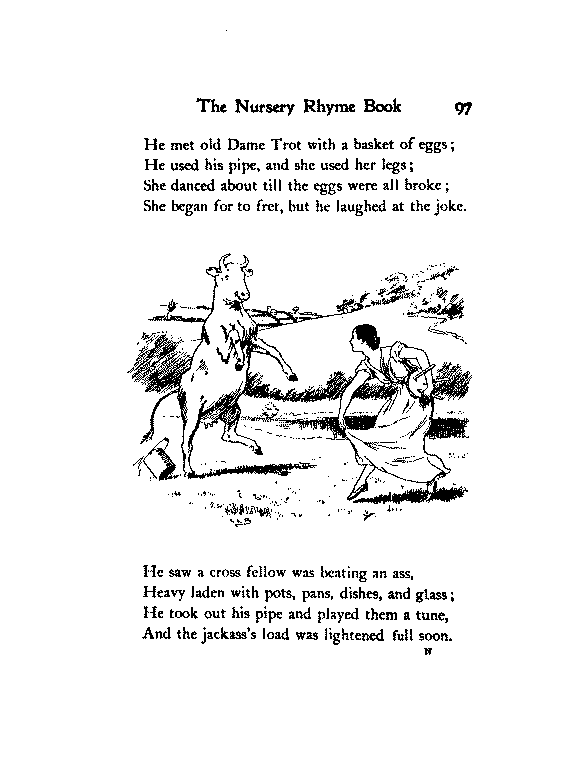 The Nursery Rhyme Book 97
He met old Dame Trot with a basket of eggs;
He used his pipe, and she used her legs;
She danced about till the eggs were all broke;
She began for to fret, but he laughed at the joke.
He saw a cross fellow was beating an ass,
Heavy laden with pots, pans, dishes, and glass;
He took out his pipe and played them a tune,
And the jackass's load was lightened full soon.